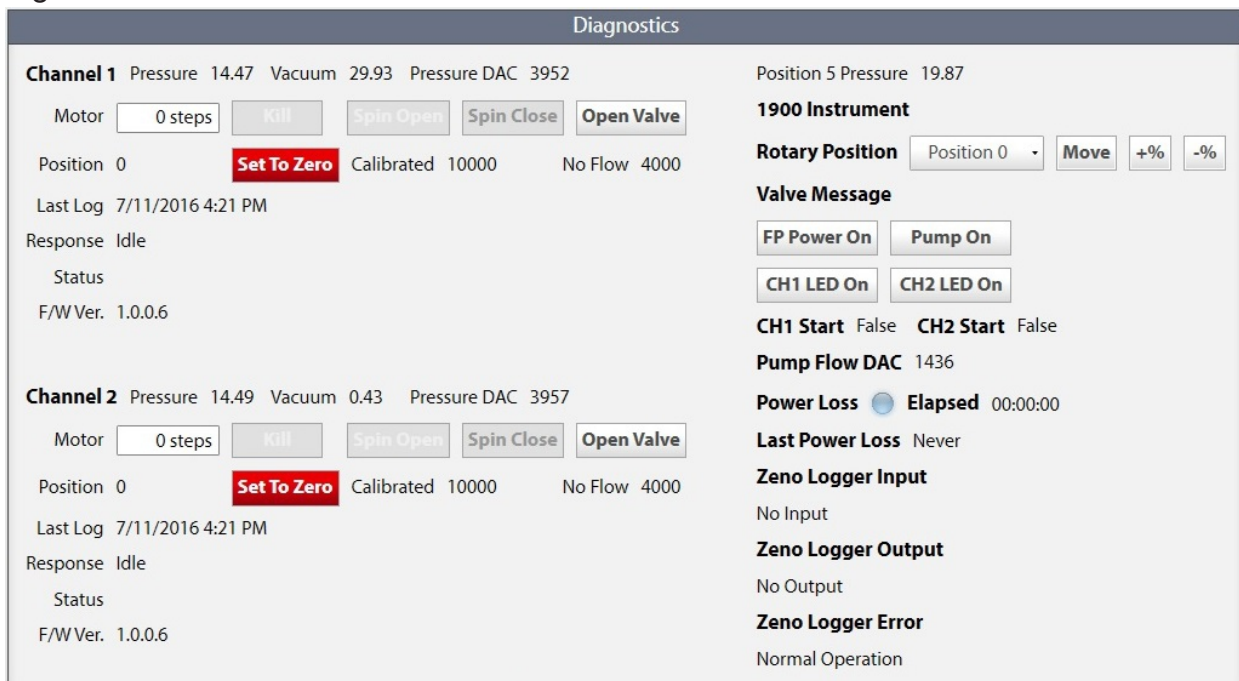 Diagnostics
Channel 1 Pressure 14.47 Vacuum 29.93 Pressure DAC 3952
Motor 0 steps Kill Spin Open Spin Close Open Valve
Position 0 Set To Zero Calibrated 10000 No Flow 4000
Last Log 7/11/2016 4:21 PM
Response Idle
Status
F/W Ver. 1.0.0.6
Channel 2 Pressure 14.49 Vacuum 0.43 Pressure DAC 3957
Motor 0 steps Kill Spin Open Spin Close Open Valve
Position 0 Set To Zero Calibrated 10000 No Flow 4000
Last Log 7/11/2016 4:21 PM
Response Idle
Status
F/W Ver. 1.0.0.6
Position 5 Pressure 19.87
1900 Instrument
Rotary Position Position 0 Move +% -%
Valve Message
FP Power On Pump On
CH1 LED On CH2 LED On
CH1 Start False CH2 Start False
Pump Flow DAC 1436
Power Loss Elapsed 00:00:00
Last Power Loss Never
Zeno Logger Input
No Input
Zeno Logger Output
No Output
Zeno Logger Error
Normal Operation